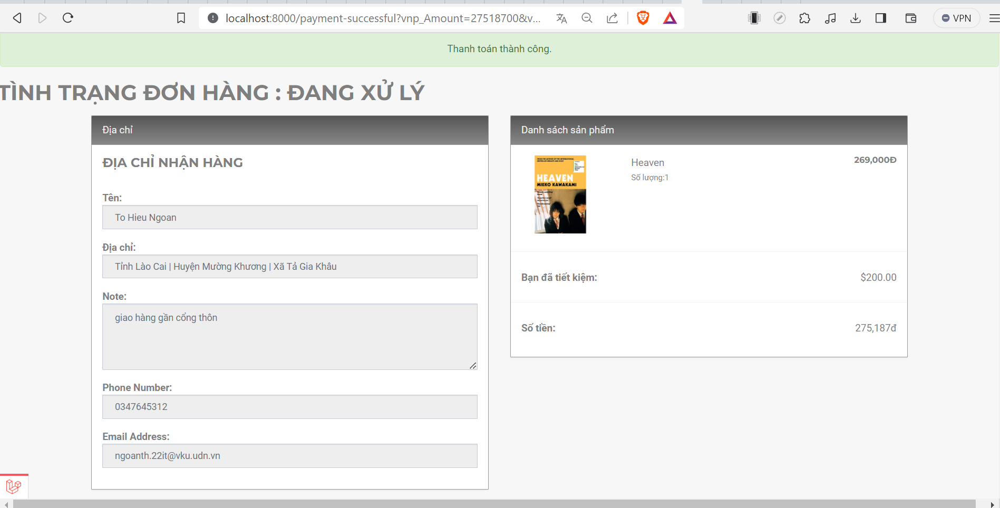 localhost:8000/payment-successful?vnp_Amount=27518700&v...
VPN
Thanh toán thành công.
TÌNH TRẠNG ĐƠN HÀNG : ĐANG XỬ LÝ
Địa chỉ
ĐỊA CHỈ NHẬN HÀNG
Tên:
To Hieu Ngoan
Địa chỉ:
Tỉnh Lào Cai | Huyện Mường Khương | Xã Tả Gia Khâu
Note:
giao hàng gần cổng thôn
Phone Number:
0347645312
Email Address:
ngoanth.22it@vku.udn.vn
Danh sách sản phẩm
HEAVEN
MIEKO KAWAKAMI
Heaven
Số lượng:1
269,000Đ
Bạn đã tiết kiệm:
$200.00
Số tiền:
275,187đ